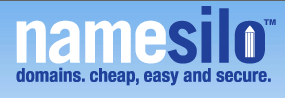 namesilo™
domains. cheap, easy and secure.